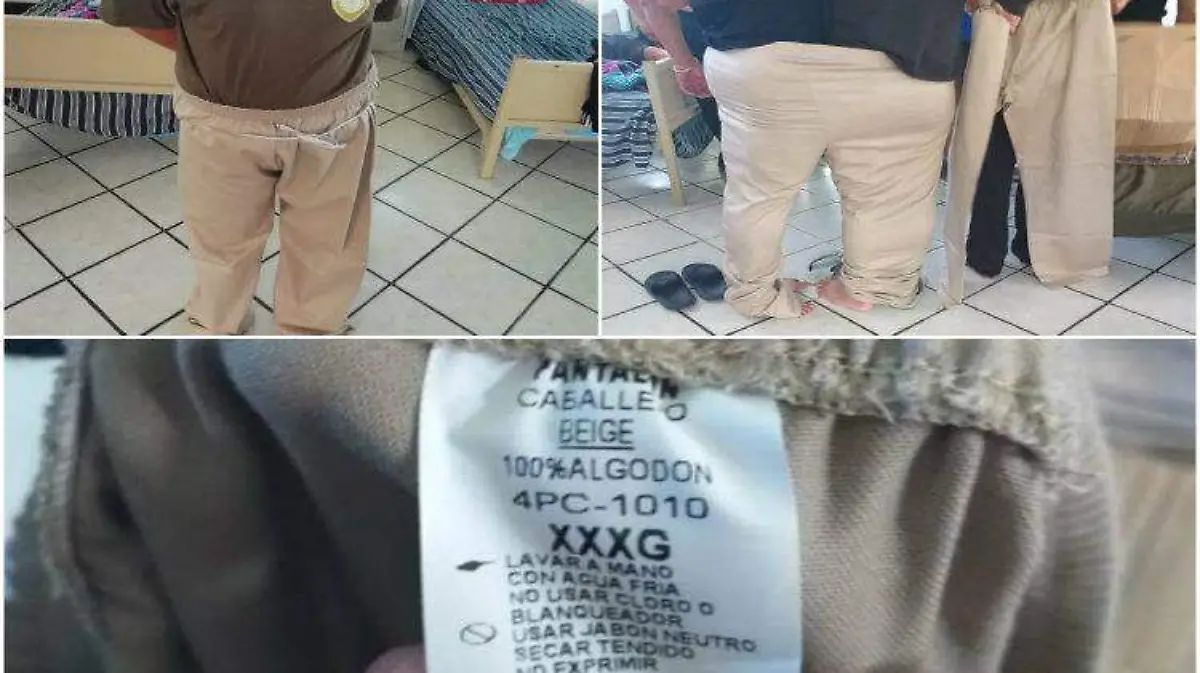 CABALLERO
BEIGE
100%ALGODON
4PC-1010
XXXG
LAVAR A MANO
CON AGUA FRIA
NO USAR CLORO O
BLANQUEADOR
USAR JABON NEUTRO
SECAR TENDIDO
NO EXPRIMIR